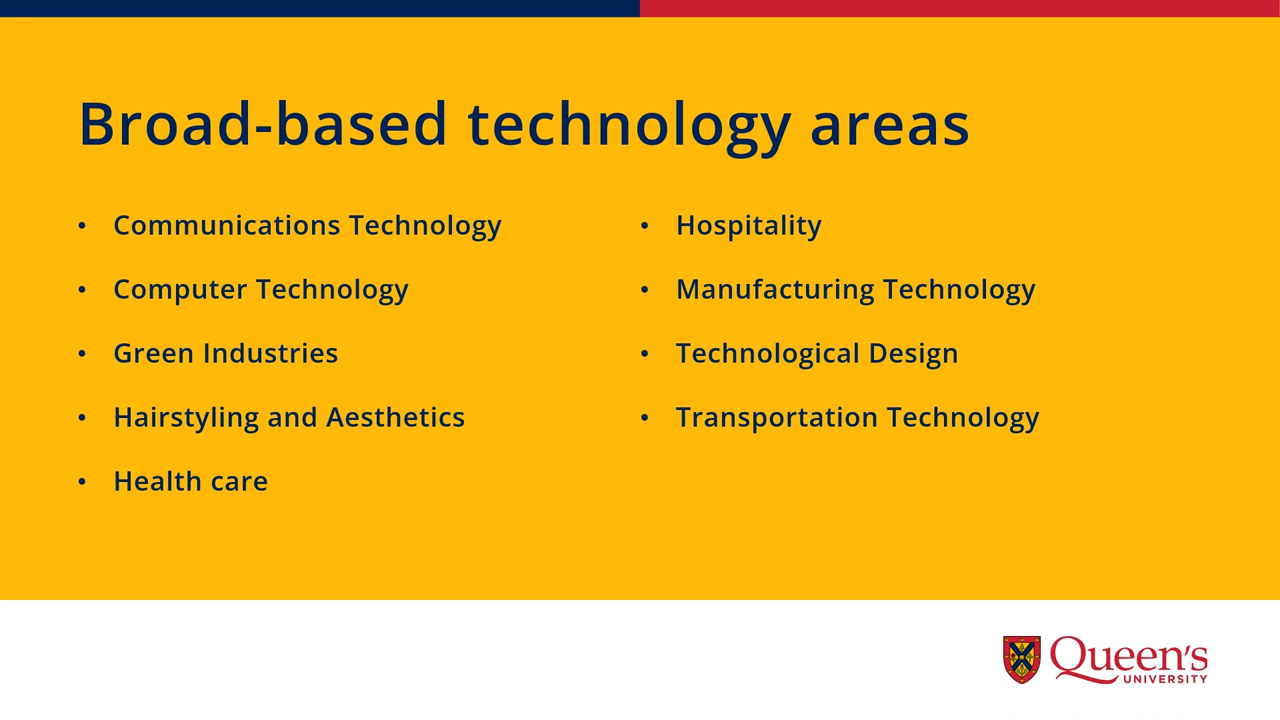 Broad-based technology areas
• Communications Technology
• Computer Technology
• Green Industries
• Hairstyling and Aesthetics
• Health care
• Hospitality
• Manufacturing Technology
• Technological Design
• Transportation Technology
Queen's
UNIVERSITY